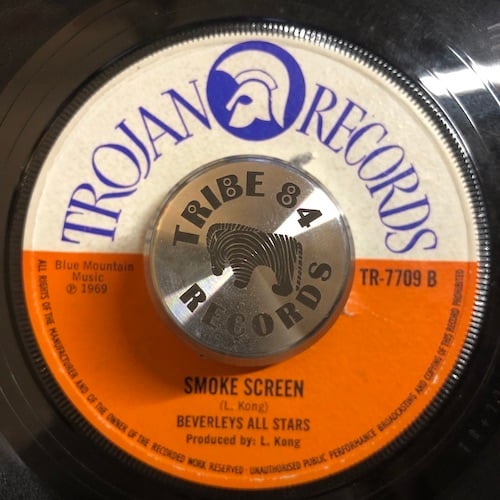 TROJAN RECORDS
TRIBE 84
RECORDS
Blue Mountain
Music
℗ 1969
TR-7709 B
SMOKE SCREEN
(L. Kong)
BEVERLEYS ALL STARS
Produced by: L. Kong
ALL RIGHTS OF THE MANUFACTURER AND OF THE OWNER OF THE RECORDED WORK RESERVED · UNAUTHORISED PUBLIC PERFORMANCE BROADCASTING AND COPYING OF THIS RECORD PROHIBITED